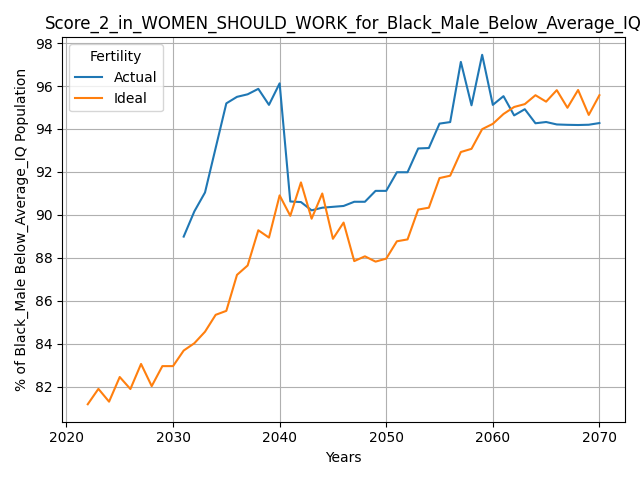 Score_2_in_WOMEN_SHOULD_WORK_for_Black_Male_Below_Average_IQ
Fertility
Actual
Ideal
% of Black_Male Below_Average_IQ Population
98
96
94
92
90
88
86
84
82
2020 2030 2040 2050 2060 2070
Years